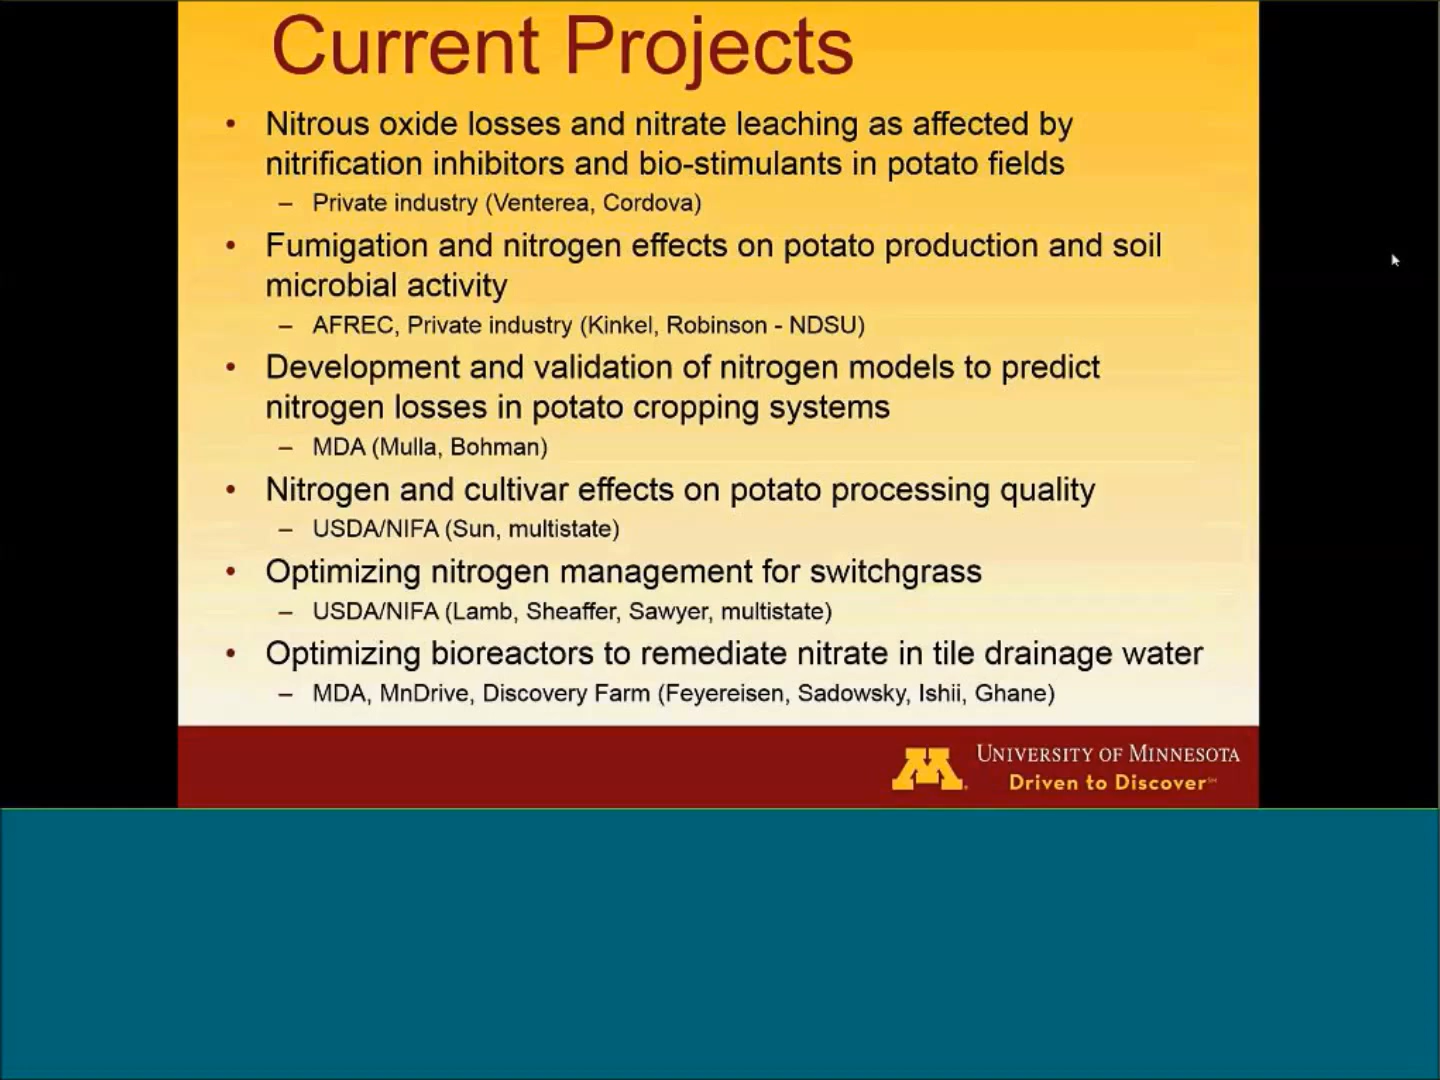 Current Projects
• Nitrous oxide losses and nitrate leaching as affected by
nitrification inhibitors and bio-stimulants in potato fields
– Private industry (Venterea, Cordova)
• Fumigation and nitrogen effects on potato production and soil
microbial activity
– AFREC, Private industry (Kinkel, Robinson - NDSU)
• Development and validation of nitrogen models to predict
nitrogen losses in potato cropping systems
– MDA (Mulla, Bohman)
• Nitrogen and cultivar effects on potato processing quality
– USDA/NIFA (Sun, multistate)
• Optimizing nitrogen management for switchgrass
– USDA/NIFA (Lamb, Sheaffer, Sawyer, multistate)
• Optimizing bioreactors to remediate nitrate in tile drainage water
– MDA, MnDrive, Discovery Farm (Feyereisen, Sadowsky, Ishii, Ghane)
M UNIVERSITY OF MINNESOTA
Driven to Discover℠